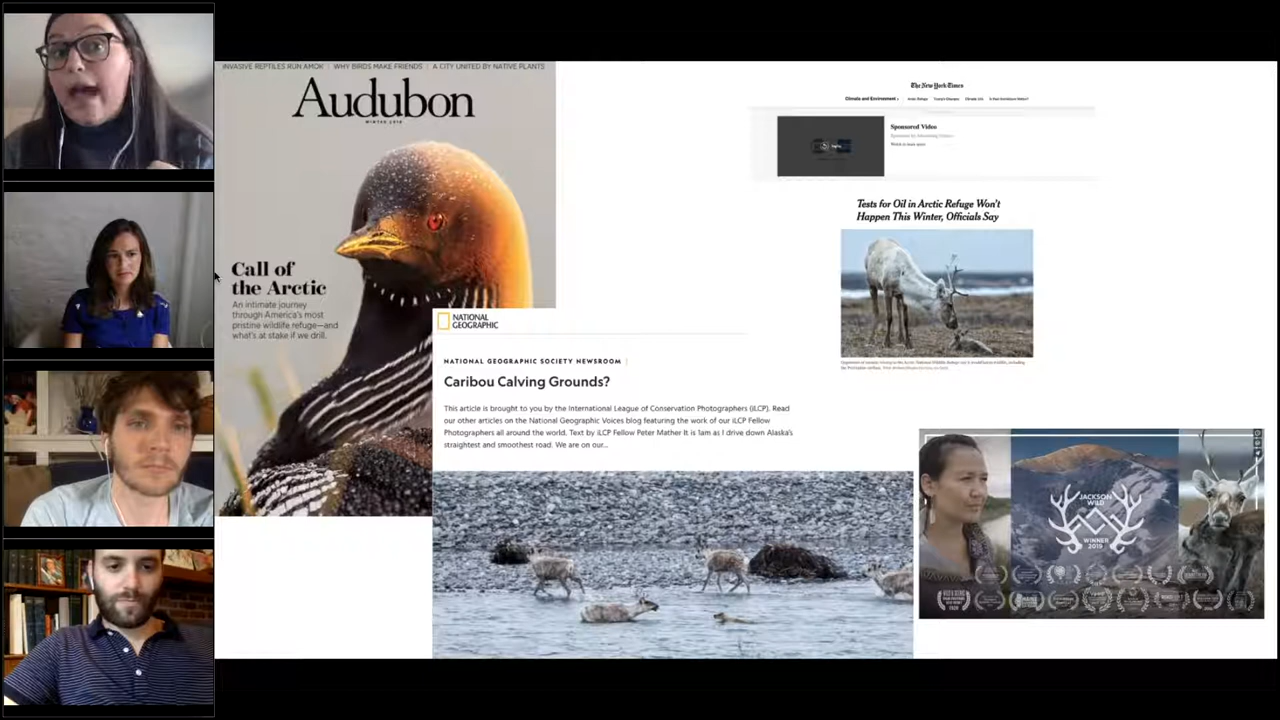 INVASIVE REPTILES RUN AMOK | WHY BIRDS MAKE FRIENDS | A CITY UNITED BY NATIVE PLANTS
Audubon
WINTER 2018
Call of
the Arctic
An intimate journey
through America's most
pristine wildlife refuge—and
what's at stake if we drill.
NATIONAL
GEOGRAPHIC
NATIONAL GEOGRAPHIC SOCIETY NEWSROOM |
Caribou Calving Grounds?
This article is brought to you by the International League of Conservation Photographers (iLCP). Read
our other articles on the National Geographic Voices blog featuring the work of our iLCP Fellow
Photographers all around the world. Text by iLCP Fellow Peter Mather It is 1am as I drive down Alaska's
straightest and smoothest road. We are on our...
The New York Times
Climate and Environment
Sponsored Video
Tests for Oil in Arctic Refuge Won't
Happen This Winter, Officials Say
JACKSON
WILD
WINNER
2019